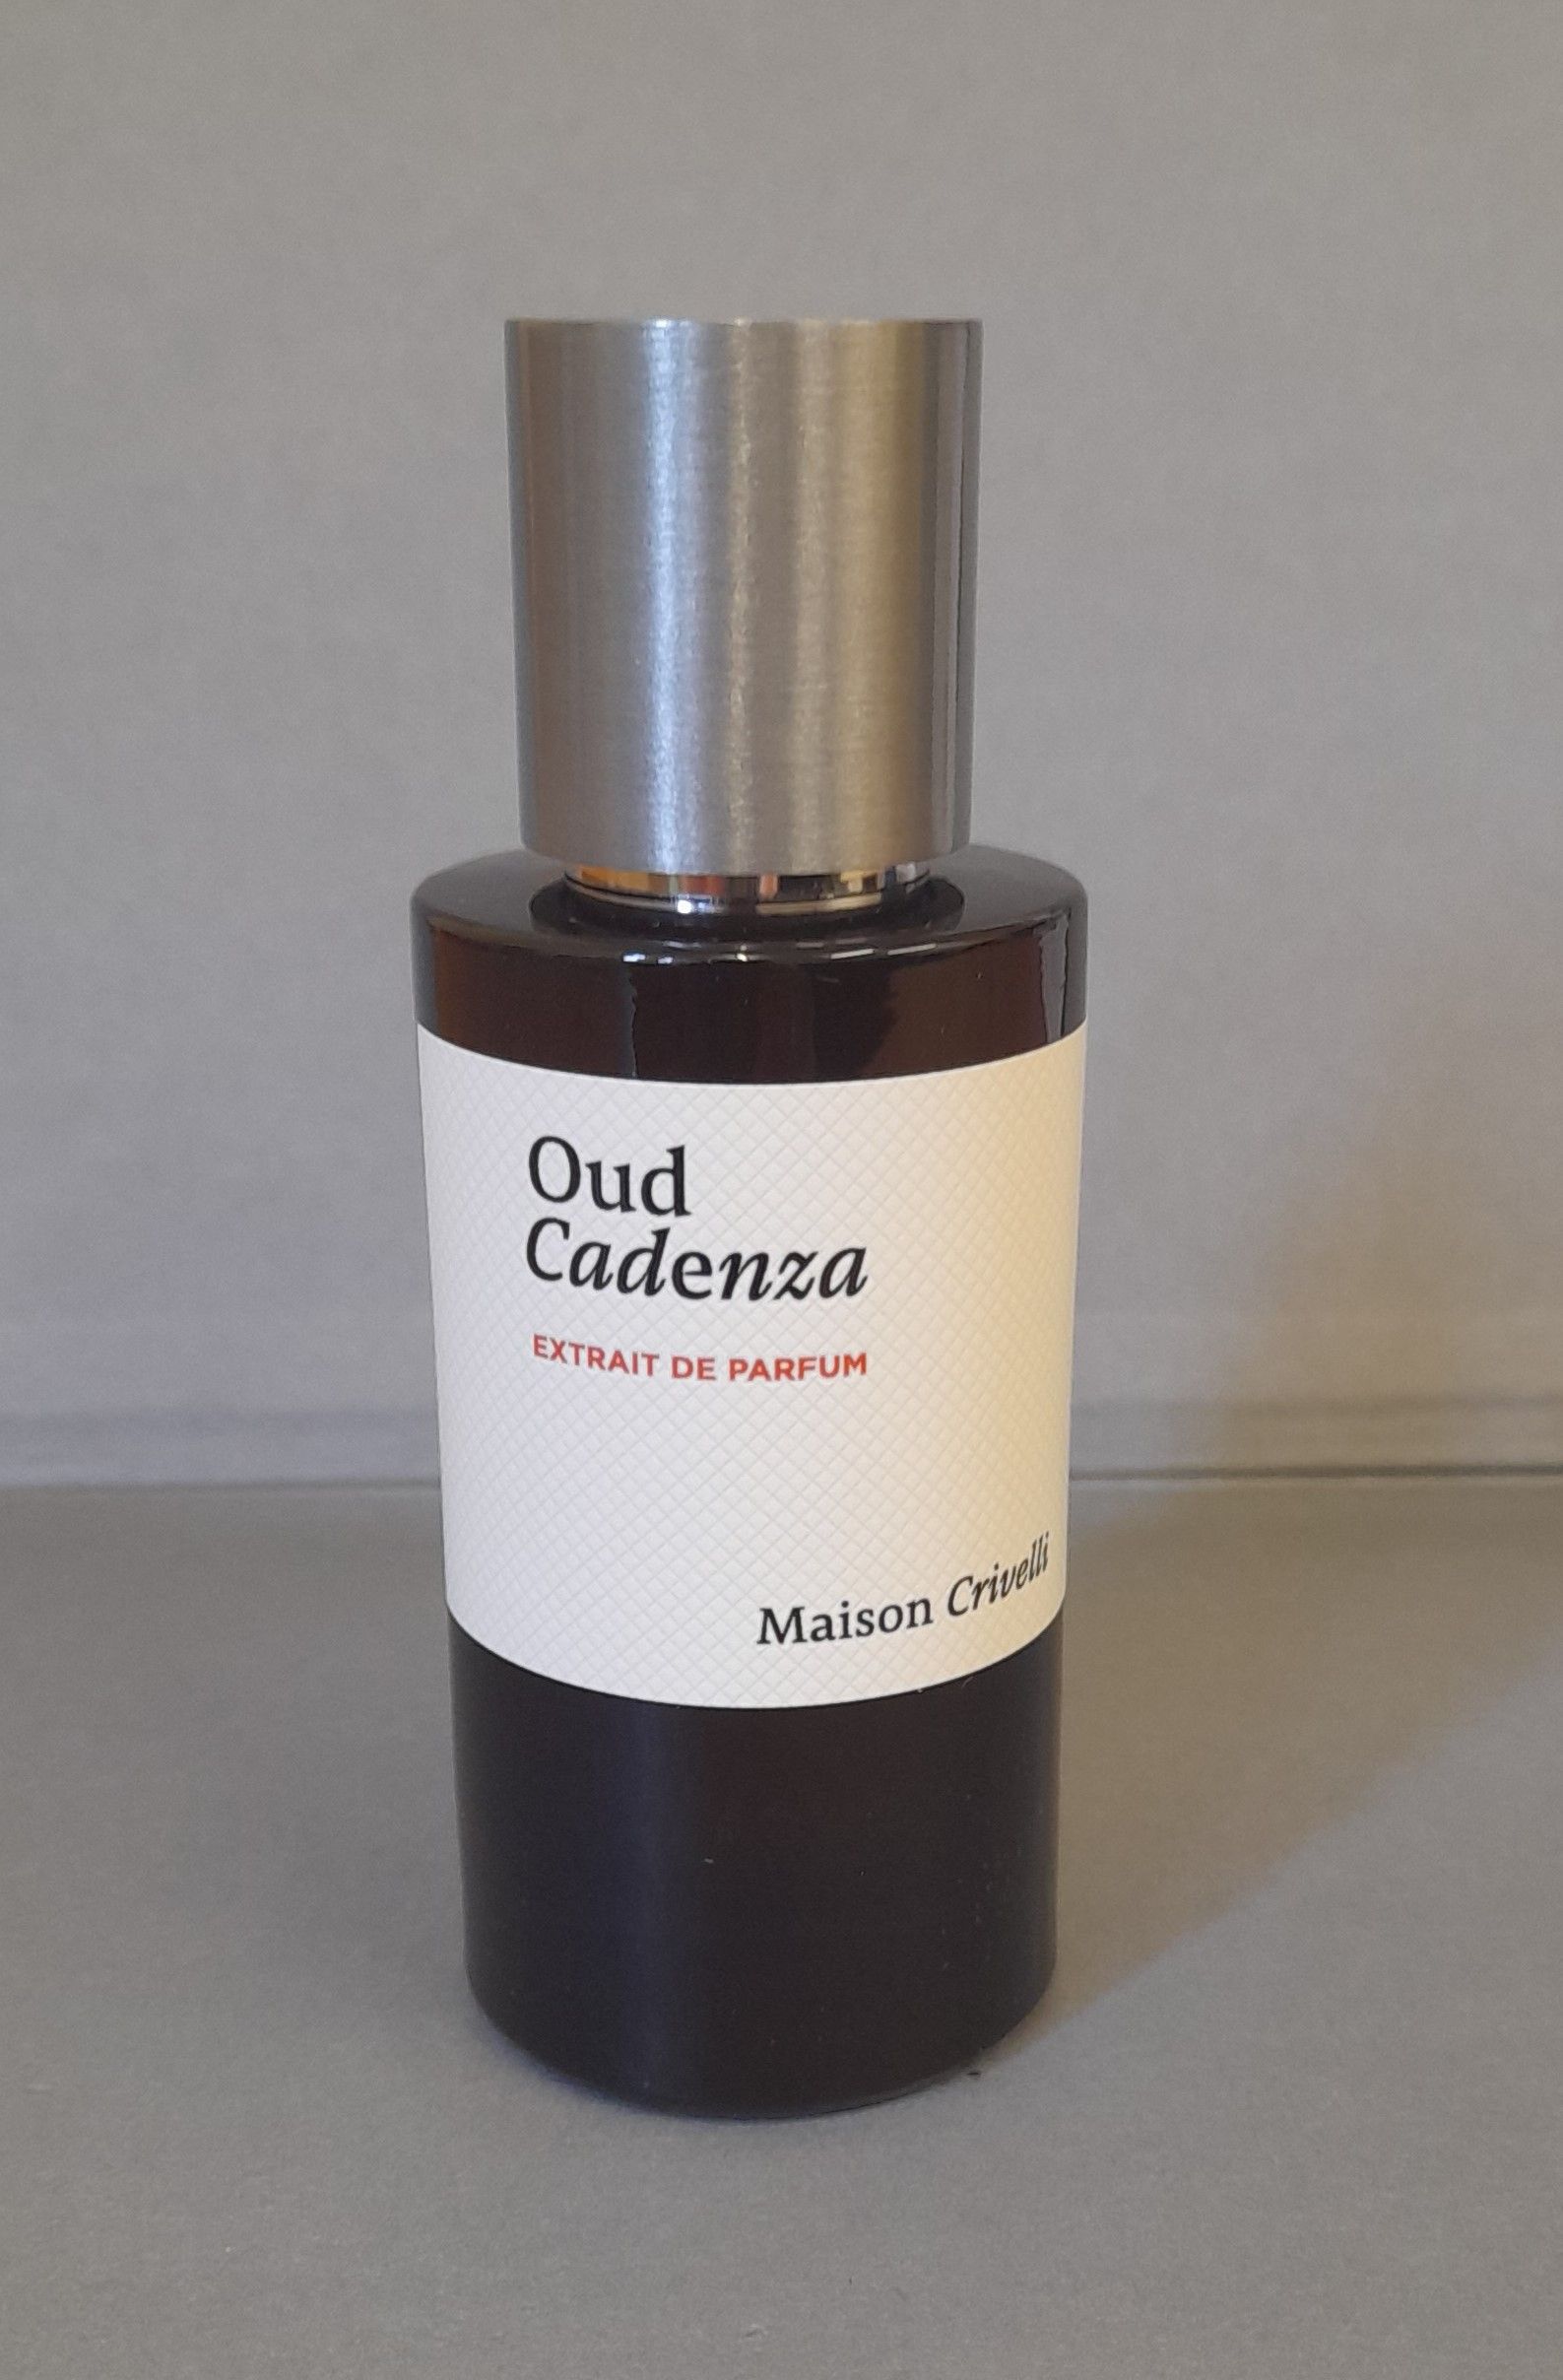 Oud
Cadenza
EXTRAIT DE PARFUM
Maison Crivelli